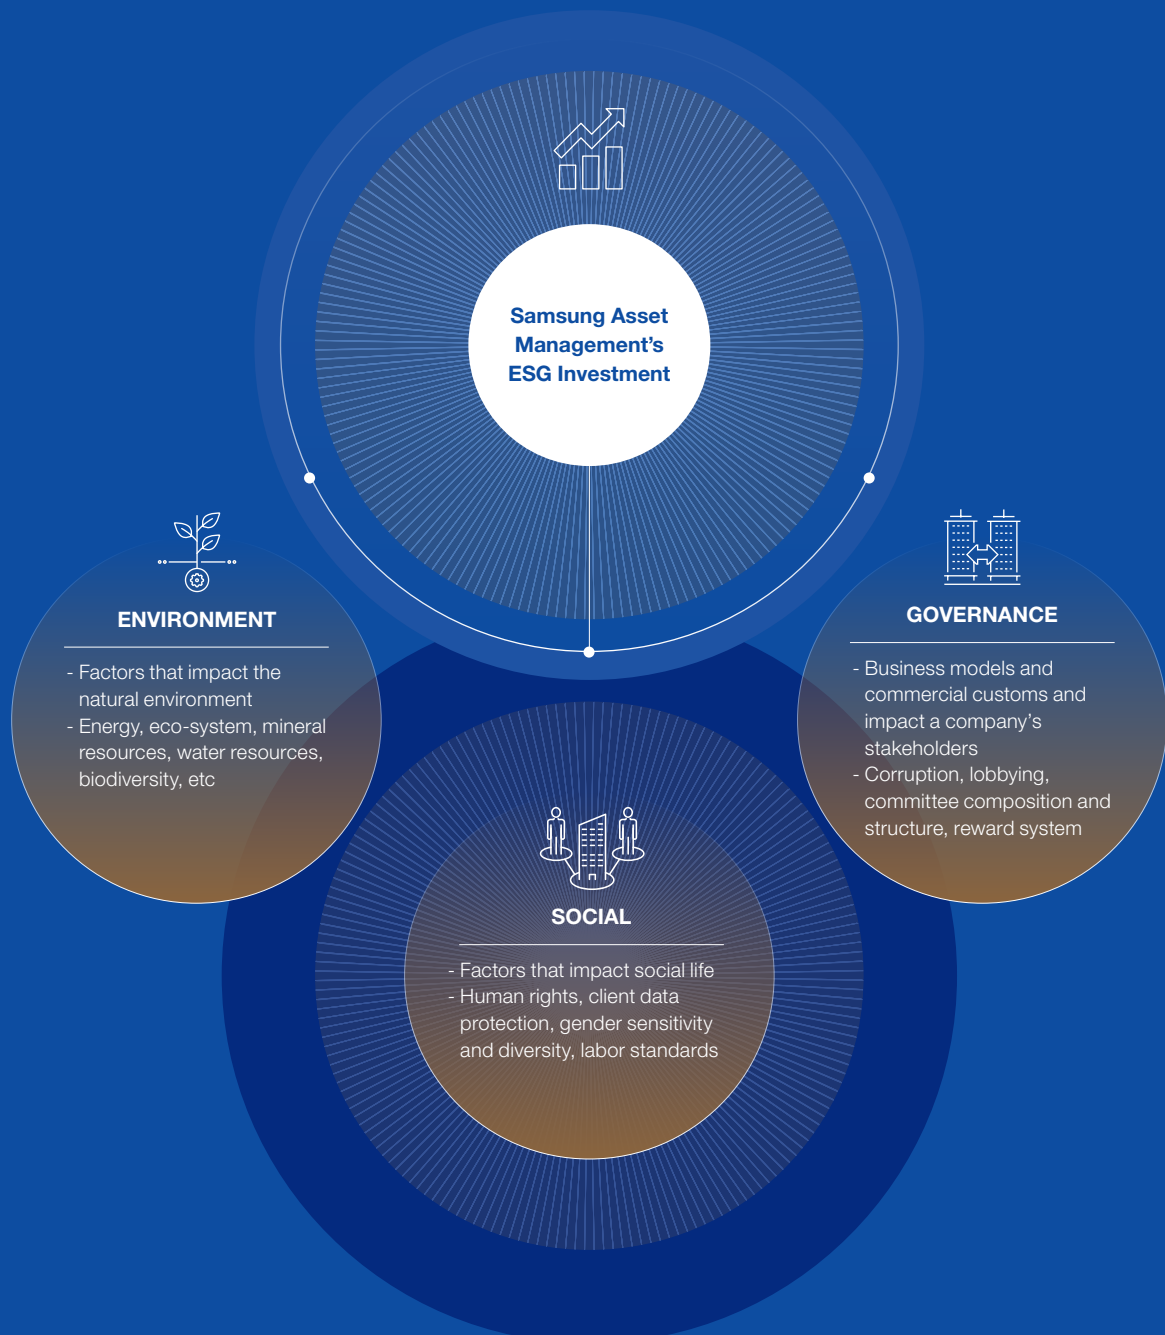 Samsung Asset
Management’s
ESG Investment
ENVIRONMENT
- Factors that impact the
natural environment
- Energy, eco-system, mineral
resources, water resources,
biodiversity, etc
GOVERNANCE
- Business models and
commercial customs and
impact a company’s
stakeholders
- Corruption, lobbying,
committee composition and
structure, reward system
SOCIAL
- Factors that impact social life
- Human rights, client data
protection, gender sensitivity
and diversity, labor standards